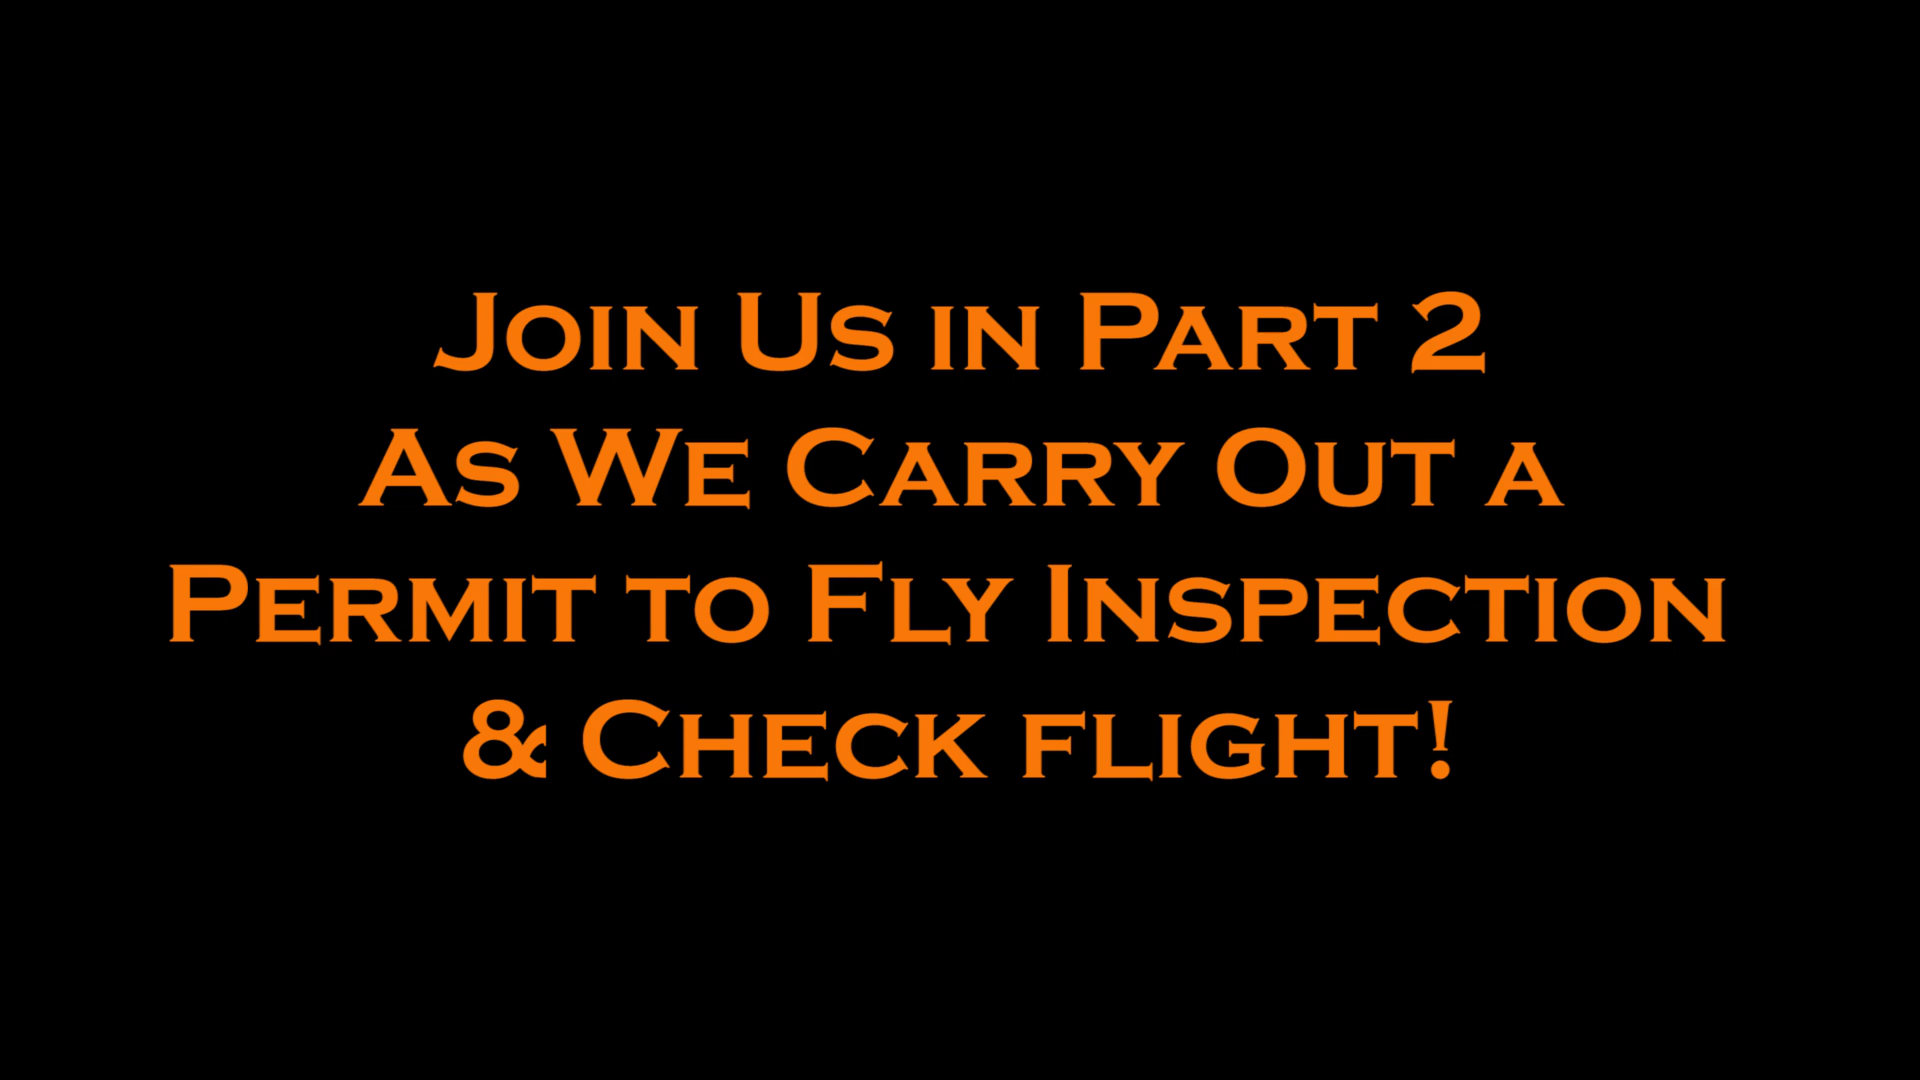 Join Us in Part 2
As We Carry Out a
Permit to Fly Inspection
& Check flight!